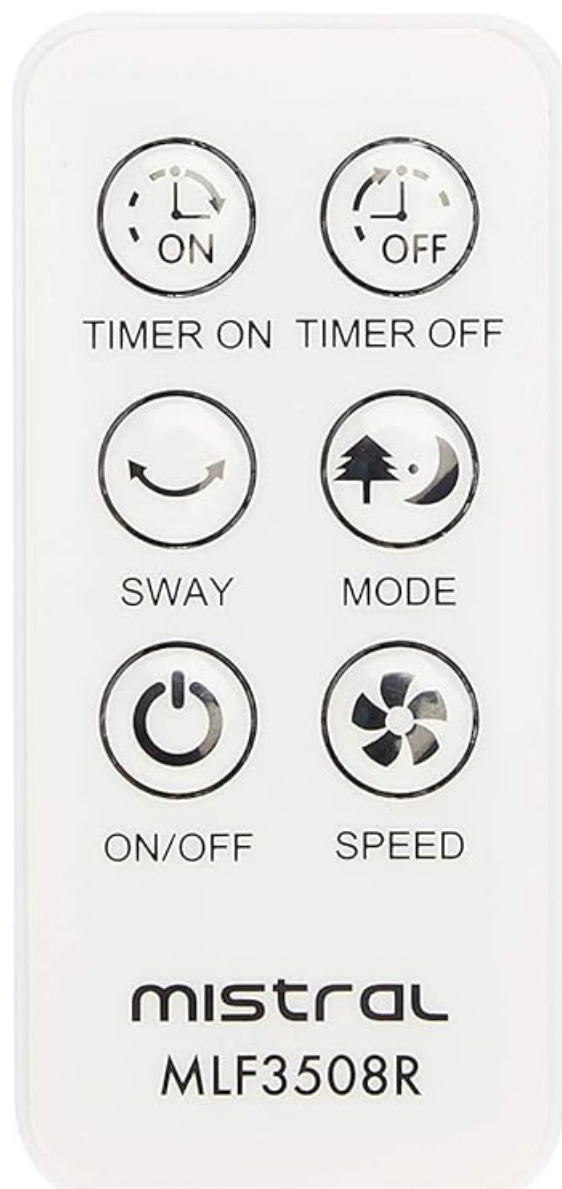 ON OFF
TIMER ON TIMER OFF
SWAY MODE
ON/OFF SPEED
mistral
MLF3508R